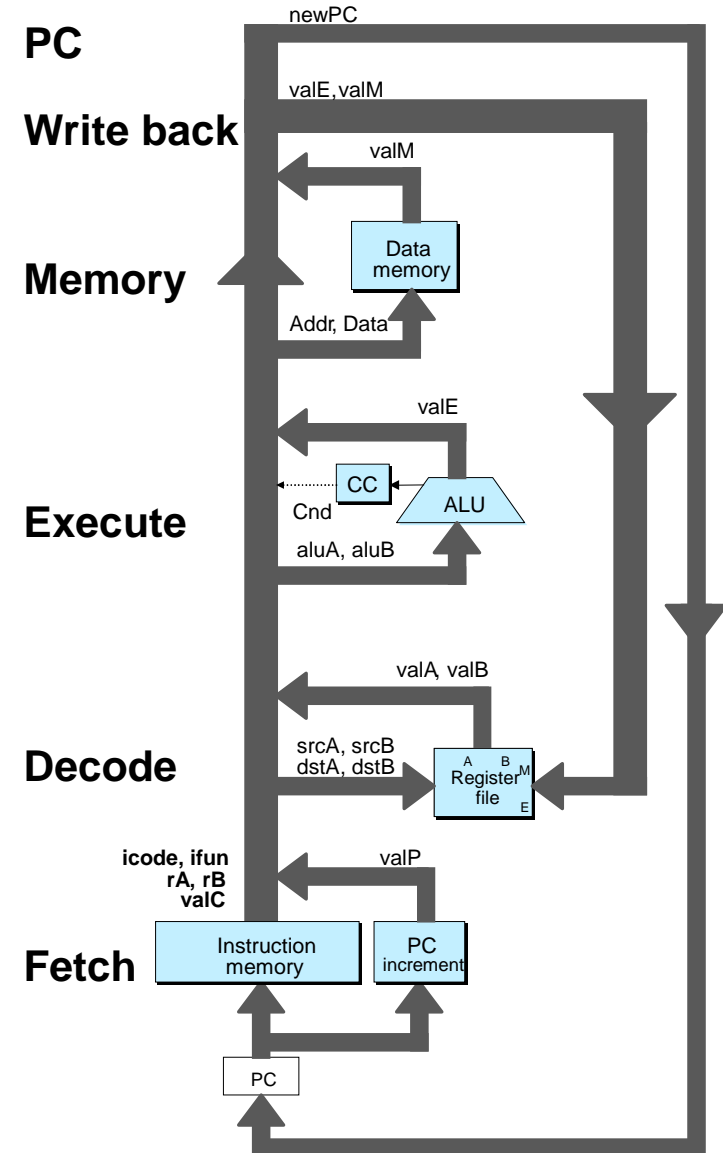 newPC
PC
valE, valM
Write back
valM
Data
memory
Memory
Addr, Data
valE
CC
ALU
Cnd
Execute
aluA, aluB
valA, valB
srcA, srcB
dstA, dstB
A B
M
Register
file
E
Decode
icode, ifun
rA, rB
valC
valP
Instruction
memory
PC
increment
Fetch
PC